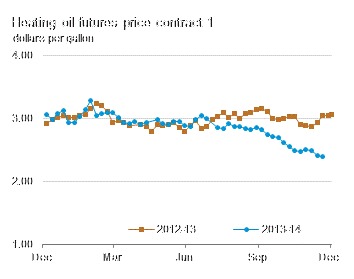 Heating oil futures price contract 1
dollars per gallon
4.00
3.00
2.00
1.00
Dec Mar Jun Sep Dec
2012-13 2013-14